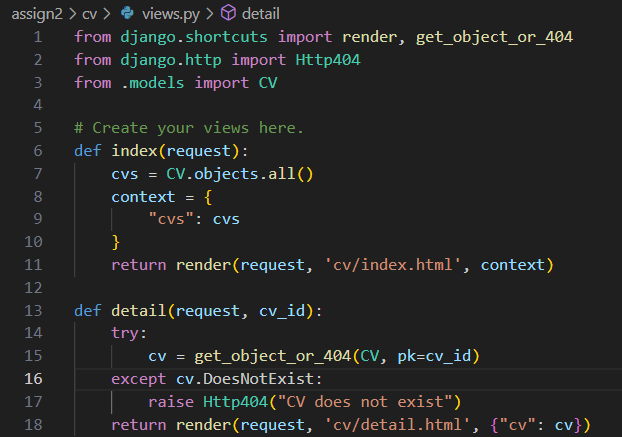 assign2 > cv > views.py > detail
1 from django.shortcuts import render, get_object_or_404
2 from django.http import Http404
3 from .models import CV
4
5 # Create your views here.
6 def index(request):
7     cvs = CV.objects.all()
8     context = {
9         "cvs": cvs
10     }
11     return render(request, 'cv/index.html', context)
12
13 def detail(request, cv_id):
14     try:
15         cv = get_object_or_404(CV, pk=cv_id)
16     except cv.DoesNotExist:
17         raise Http404("CV does not exist")
18     return render(request, 'cv/detail.html', {"cv": cv})